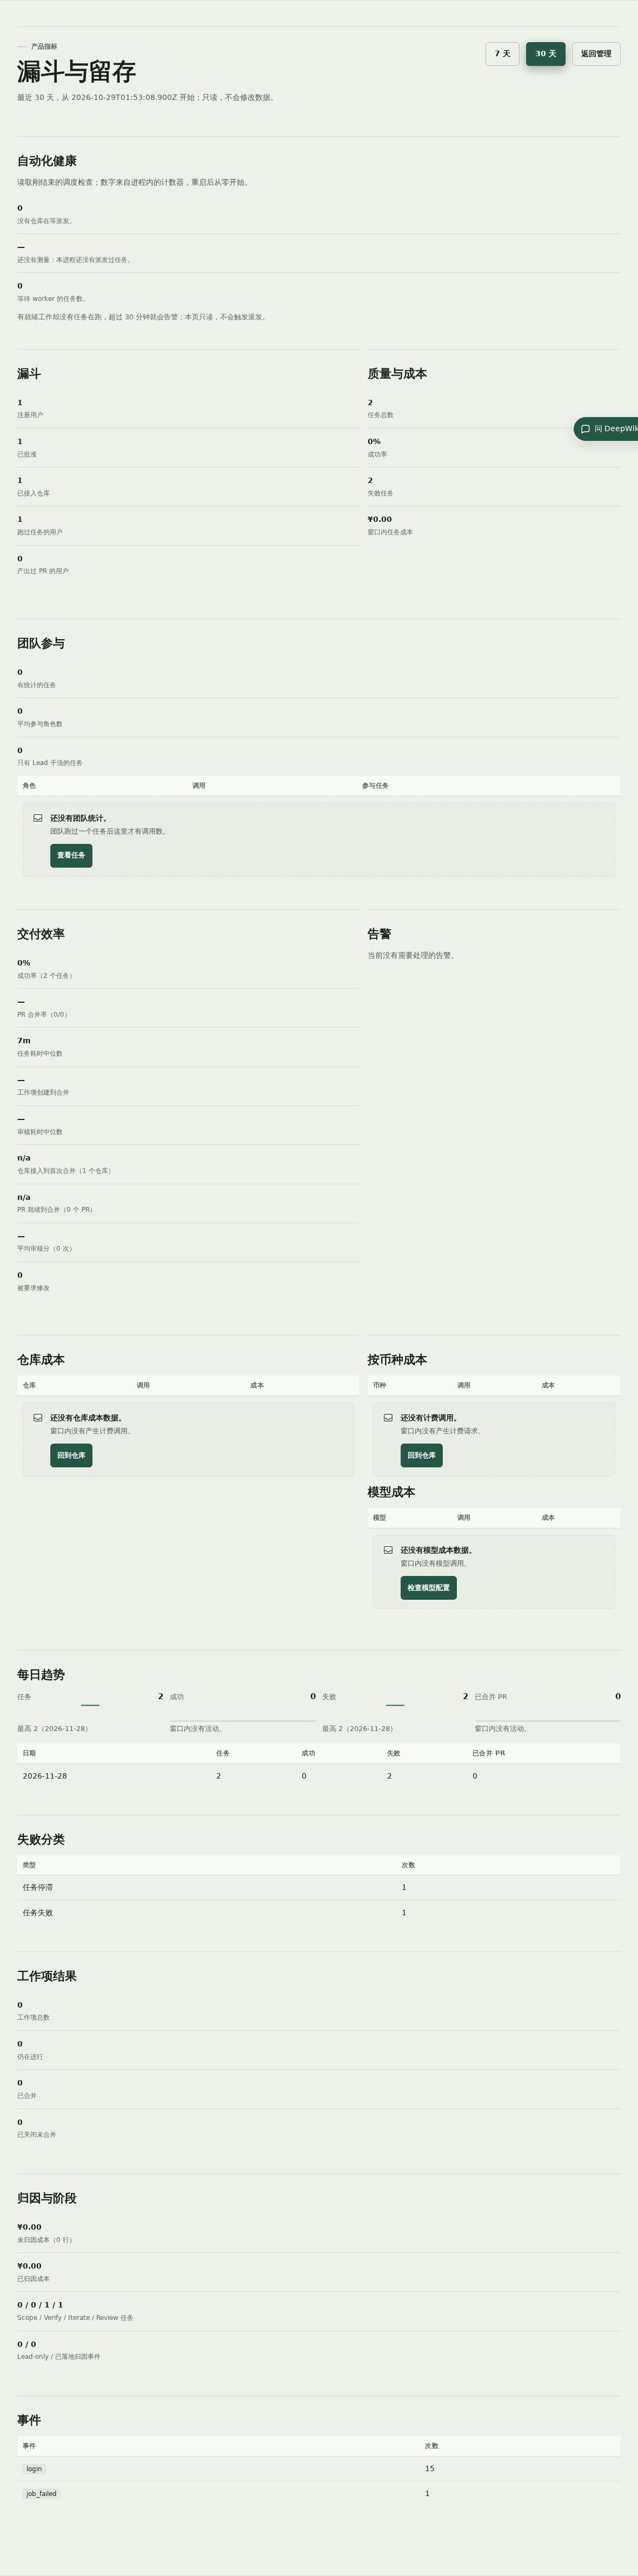 产品指标
漏斗与留存
最近 30 天，从 2026-10-29T01:53:08.900Z 开始；只读，不会修改数据。
7 天
30 天
返回管理
自动化健康
读取刚结束的调度检查；数字来自进程内的计数器，重启后从零开始。
0
没有仓库在等派发。
—
还没有测量：本进程还没有派发过任务。
0
等待 worker 的任务数。
有就绪工作却没有任务在跑，超过 30 分钟就会告警；本页只读，不会触发派发。
漏斗
1
注册用户
1
已批准
1
已接入仓库
1
跑过任务的用户
0
产出过 PR 的用户
质量与成本
2
任务总数
0%
成功率
2
失败任务
¥0.00
窗口内任务成本
问 DeepWik
团队参与
0
有统计的任务
0
平均参与角色数
0
只有 Lead 干活的任务
角色 调用 参与任务
还没有团队统计。
团队跑过一个任务后这里才有调用数。
查看任务
交付效率
0%
成功率（2 个任务）
—
PR 合并率（0/0）
7m
任务耗时中位数
—
工作项创建到合并
—
审核耗时中位数
n/a
仓库接入到首次合并（1 个仓库）
n/a
PR 就绪到合并（0 个 PR）
—
平均审核分（0 次）
0
被要求修改
告警
当前没有需要处理的告警。
仓库成本
仓库 调用 成本
还没有仓库成本数据。
窗口内没有产生计费调用。
回到仓库
按币种成本
币种 调用 成本
还没有计费调用。
窗口内没有产生计费请求。
回到仓库
模型成本
模型 调用 成本
还没有模型成本数据。
窗口内没有模型调用。
检查模型配置
每日趋势
任务 2
最高 2（2026-11-28）
成功 0
窗口内没有活动。
失败 2
最高 2（2026-11-28）
已合并 PR 0
窗口内没有活动。
日期 任务 成功 失败 已合并 PR
2026-11-28 2 0 2 0
失败分类
类型 次数
任务停滞 1
任务失败 1
工作项结果
0
工作项总数
0
仍在进行
0
已合并
0
已关闭未合并
归因与阶段
¥0.00
未归因成本（0 行）
¥0.00
已归因成本
0 / 0 / 1 / 1
Scope / Verify / Iterate / Review 任务
0 / 0
Lead-only / 已落地归因事件
事件
事件 次数
login 15
job_failed 1